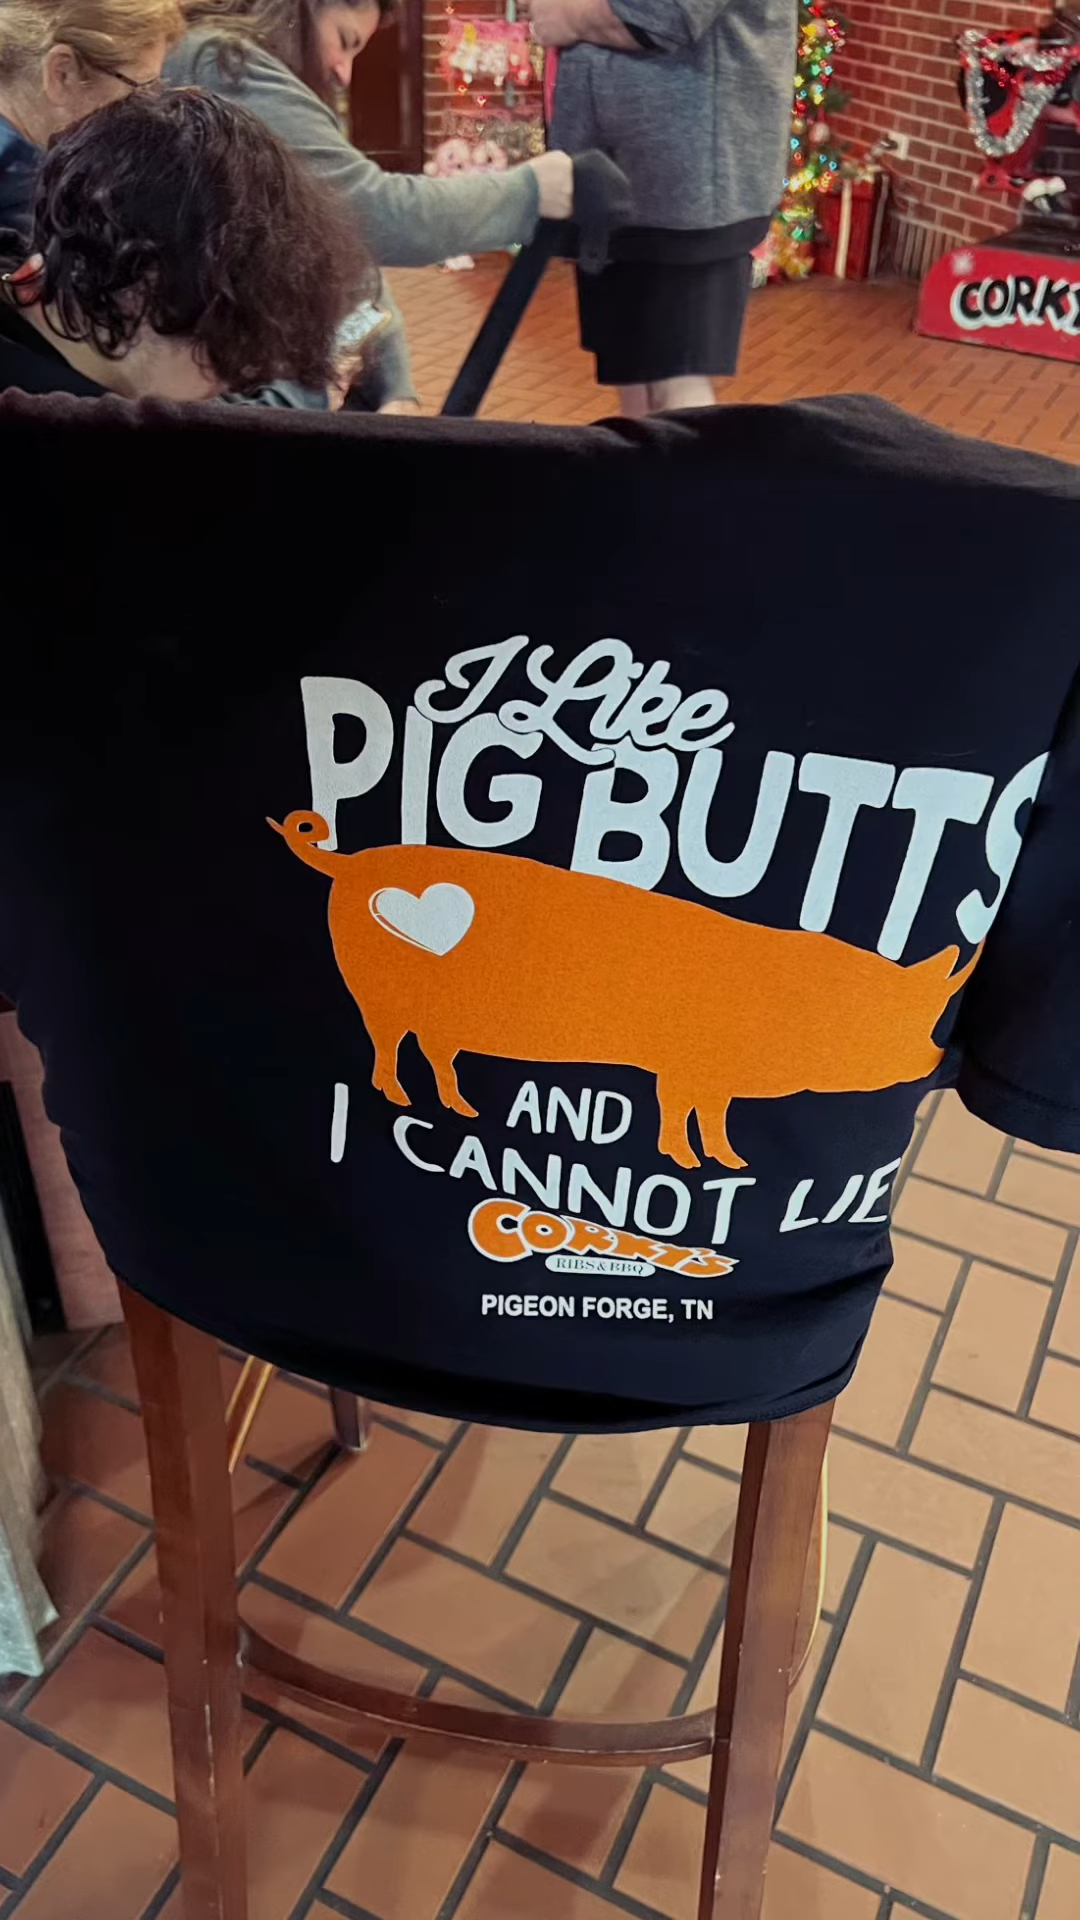 CORKY
I Like
PIG BUTTS
AND
I CANNOT LIE
CORKY'S
RIBS & BBQ
PIGEON FORGE, TN